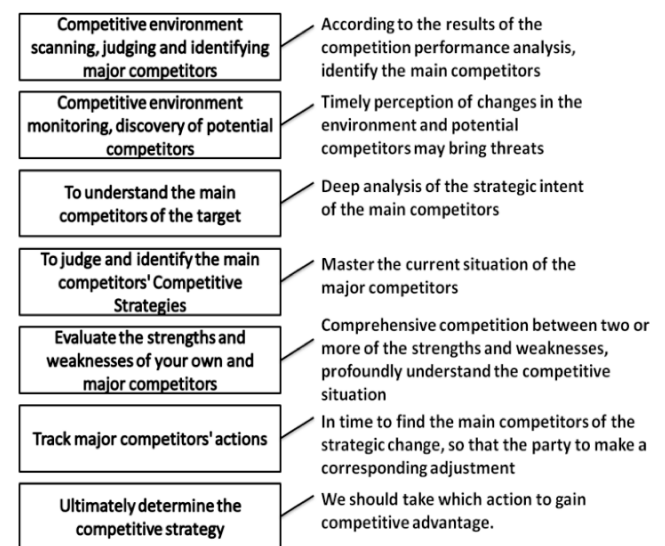 Competitive environment
scanning, judging and identifying
major competitors
According to the results of the
competition performance analysis,
identify the main competitors
Competitive environment
monitoring, discovery of potential
competitors
Timely perception of changes in the
environment and potential
competitors may bring threats
To understand the main
competitors of the target
Deep analysis of the strategic intent
of the main competitors
To judge and identify the main
competitors' Competitive
Strategies
Master the current situation of the
major competitors
Evaluate the strengths and
weaknesses of your own and
major competitors
Comprehensive competition between two or
more of the strengths and weaknesses,
profoundly understand the competitive
situation
Track major competitors' actions
In time to find the main competitors of the
strategic change, so that the party to make a
corresponding adjustment
Ultimately determine the
competitive strategy
We should take which action to gain
competitive advantage.